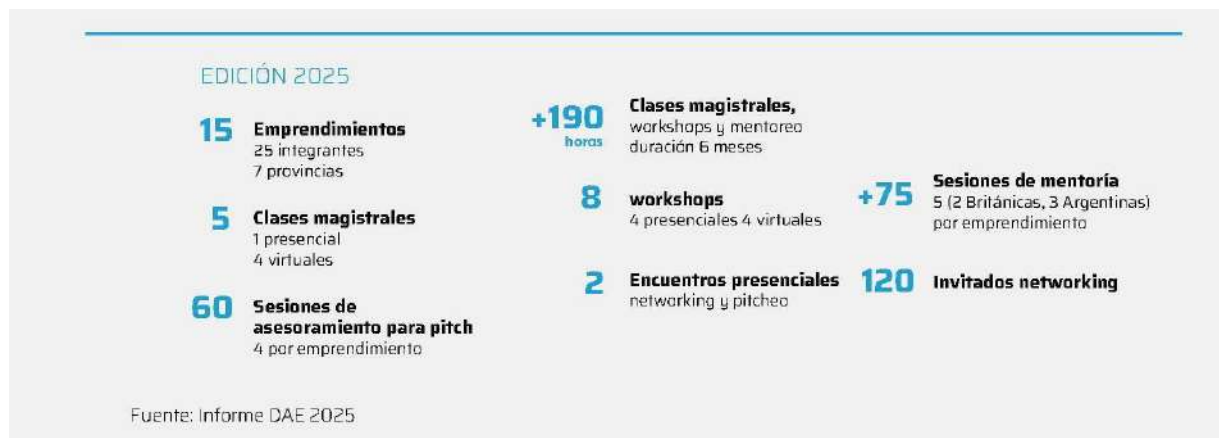 EDICIÓN 2025
15 Emprendimientos
25 integrantes
7 provincias
5 Clases magistrales
1 presencial
4 virtuales
60 Sesiones de
asesoramiento para pitch
4 por emprendimiento
+190 horas
Clases magistrales,
workshops y mentoreo
duración 6 meses
8 workshops
4 presenciales 4 virtuales
2 Encuentros presenciales
networking y pitcheo
+75 Sesiones de mentoría
5 (2 Británicas, 3 Argentinas)
por emprendimiento
120 Invitados networking
Fuente: Informe DAE 2025